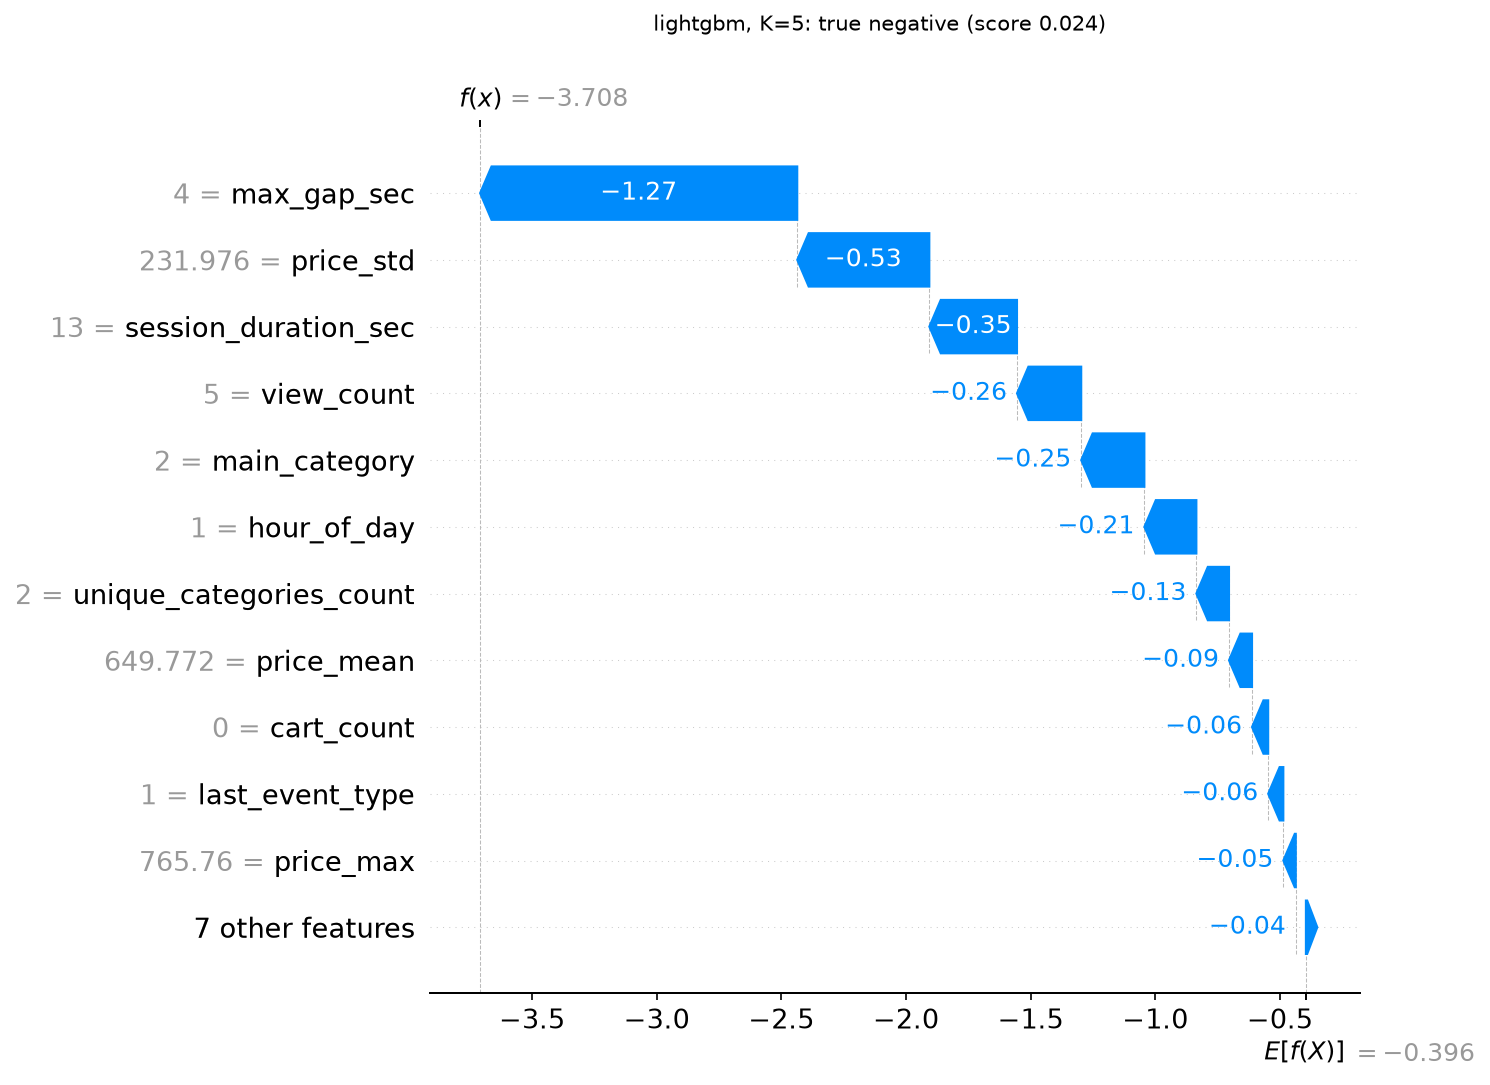 lightgbm, K=5: true negative (score 0.024)
f(x) = −3.708
4 = max_gap_sec −1.27
231.976 = price_std −0.53
13 = session_duration_sec −0.35
5 = view_count −0.26
2 = main_category −0.25
1 = hour_of_day −0.21
2 = unique_categories_count −0.13
649.772 = price_mean −0.09
0 = cart_count −0.06
1 = last_event_type −0.06
765.76 = price_max −0.05
7 other features −0.04
−3.5 −3.0 −2.5 −2.0 −1.5 −1.0 −0.5
E[f(X)] = −0.396